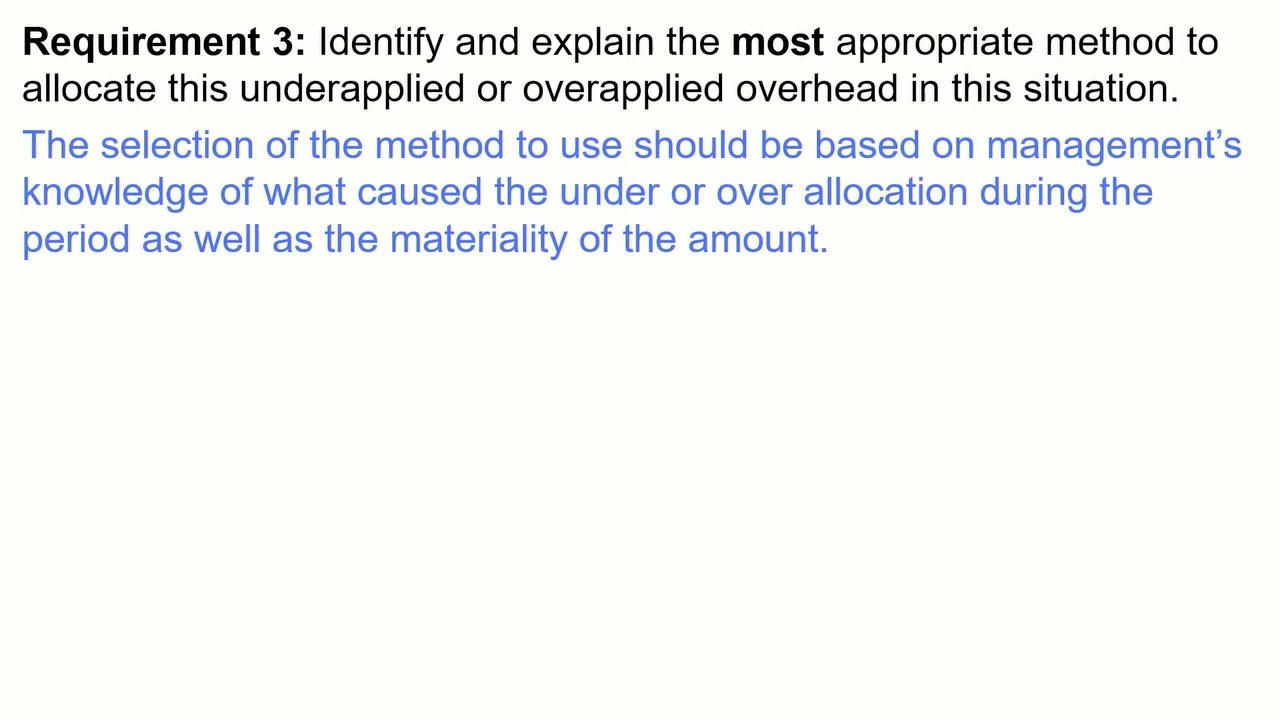 Requirement 3: Identify and explain the most appropriate method to
allocate this underapplied or overapplied overhead in this situation.
The selection of the method to use should be based on management’s
knowledge of what caused the under or over allocation during the
period as well as the materiality of the amount.